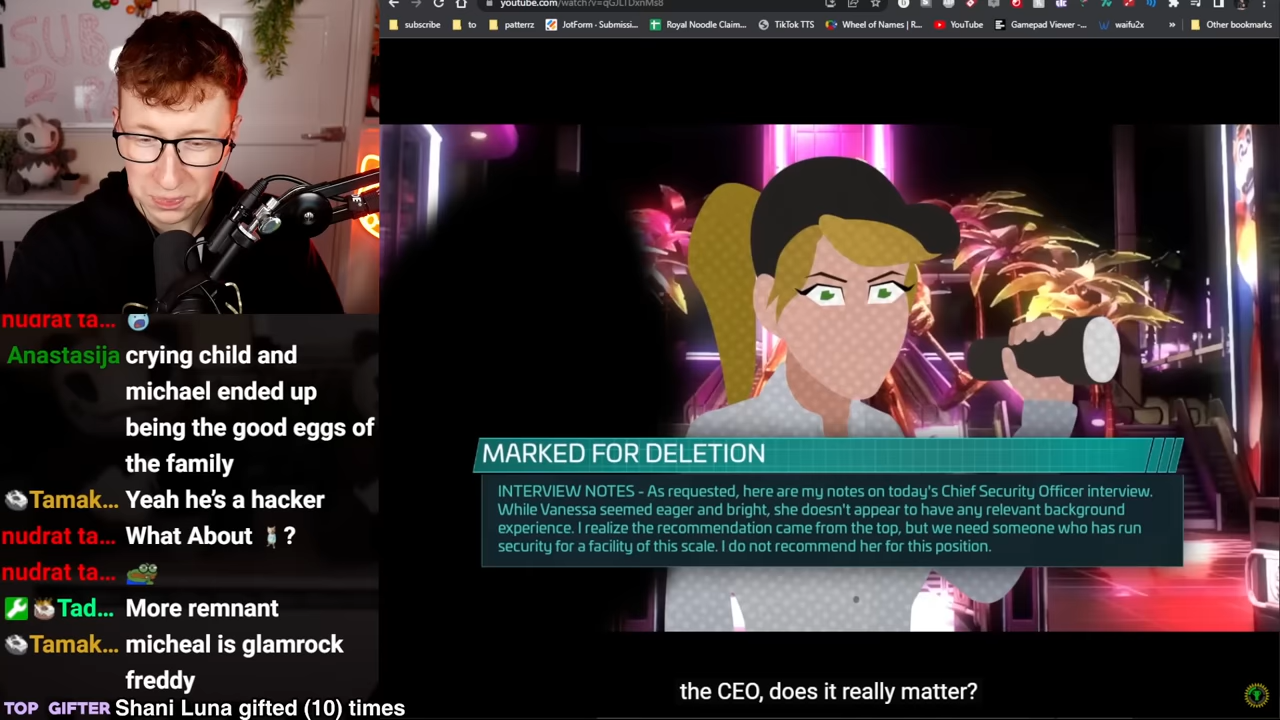 youtube.com/watch?v=qGJLTDxnMs8
subscribe
to
patterrz
JotForm - Submissi...
Royal Noodle Claim...
TikTok TTS
Wheel of Names | R...
YouTube
Gamepad Viewer -...
waifu2x
»
Other bookmarks
SUB
2
nudrat ta...
Anastasija crying child and
michael ended up
being the good eggs of
the family
Tamak... Yeah he's a hacker
nudrat ta... What About ?
nudrat ta...
Tad... More remnant
Tamak... micheal is glamrock
freddy
TOP GIFTER Shani Luna gifted (10) times
MARKED FOR DELETION
INTERVIEW NOTES - As requested, here are my notes on today's Chief Security Officer interview.
While Vanessa seemed eager and bright, she doesn't appear to have any relevant background
experience. I realize the recommendation came from the top, but we need someone who has run
security for a facility of this scale. I do not recommend her for this position.
the CEO, does it really matter?